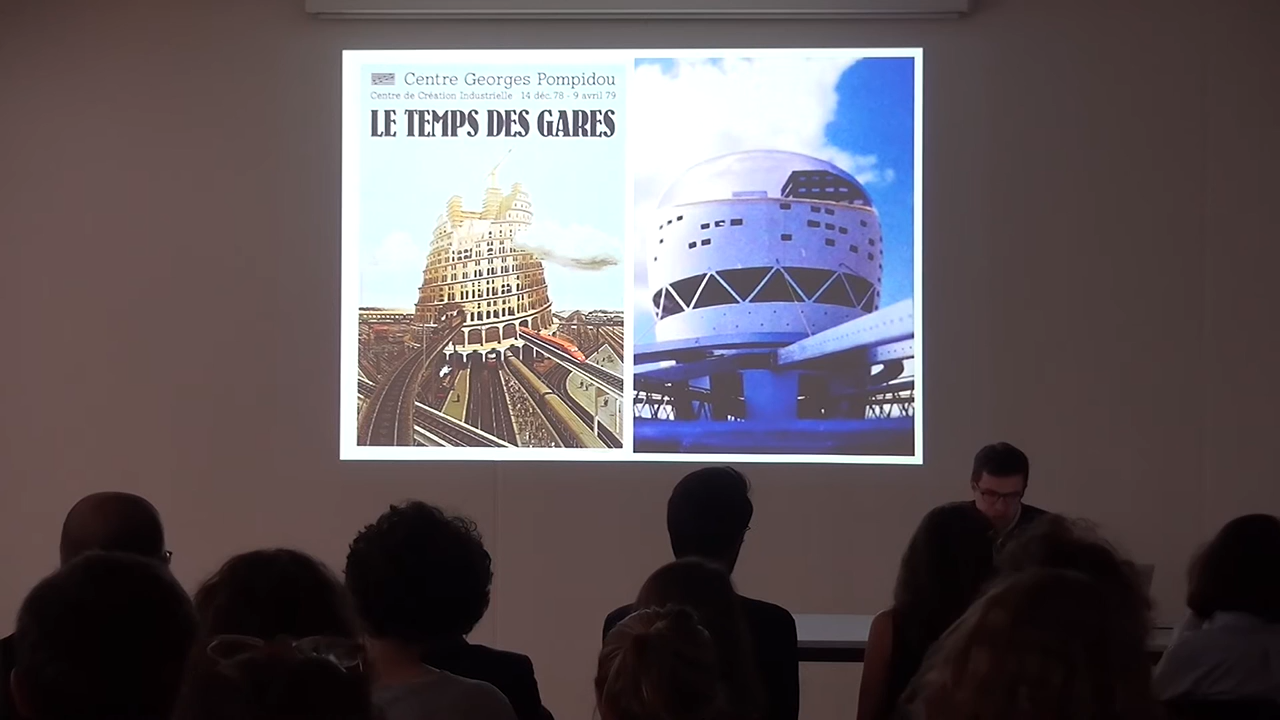 Centre Georges Pompidou
Centre de Création Industrielle 14 déc. 78 - 9 avril 79
LE TEMPS DES GARES